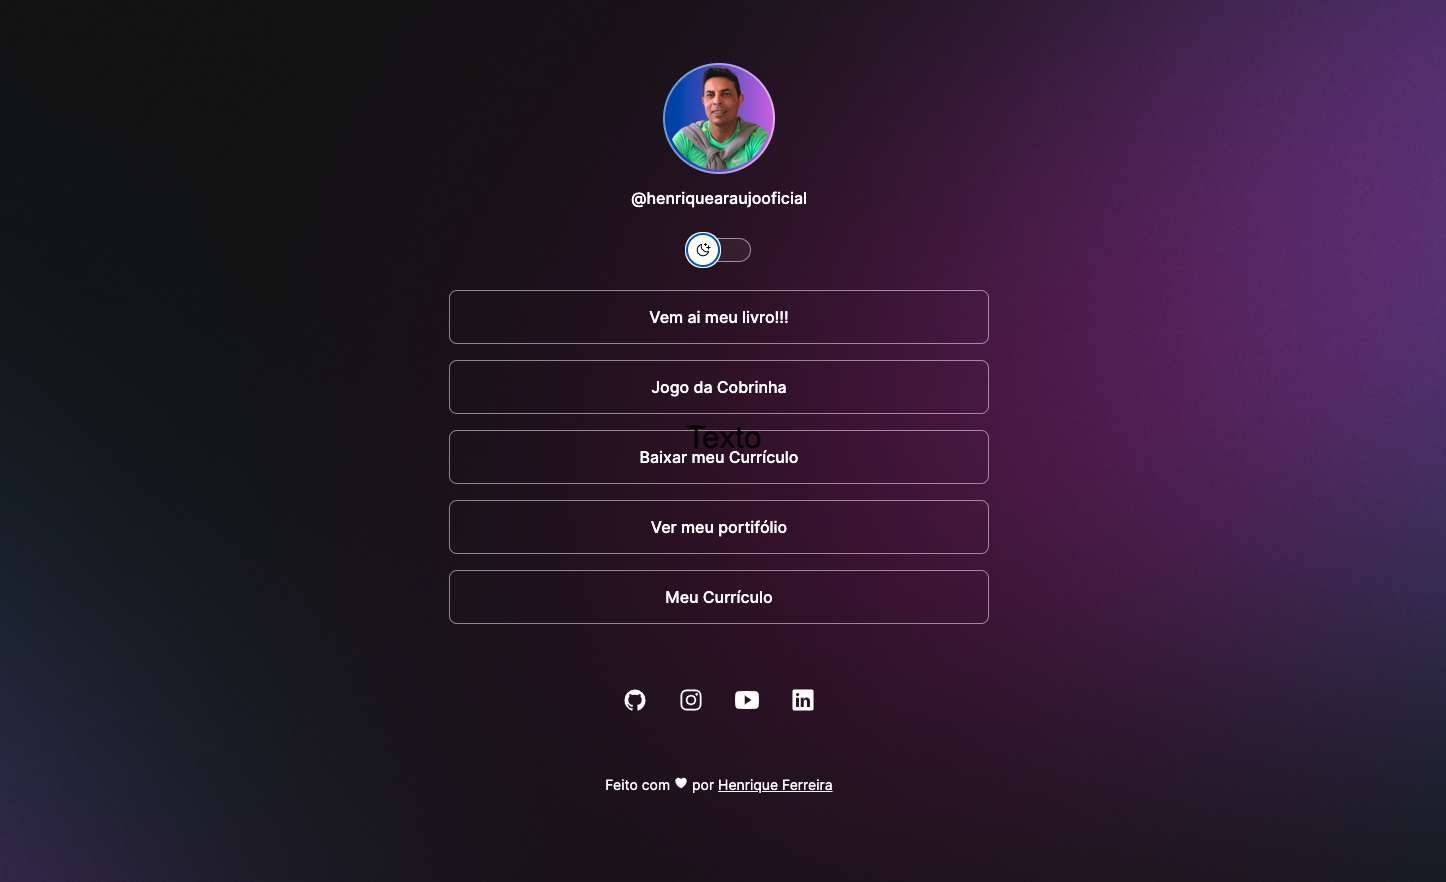 @henriquearaujooficial
Vem ai meu livro!!!
Jogo da Cobrinha
Texto
Baixar meu Currículo
Ver meu portifólio
Meu Currículo
Feito com ♥ por Henrique Ferreira